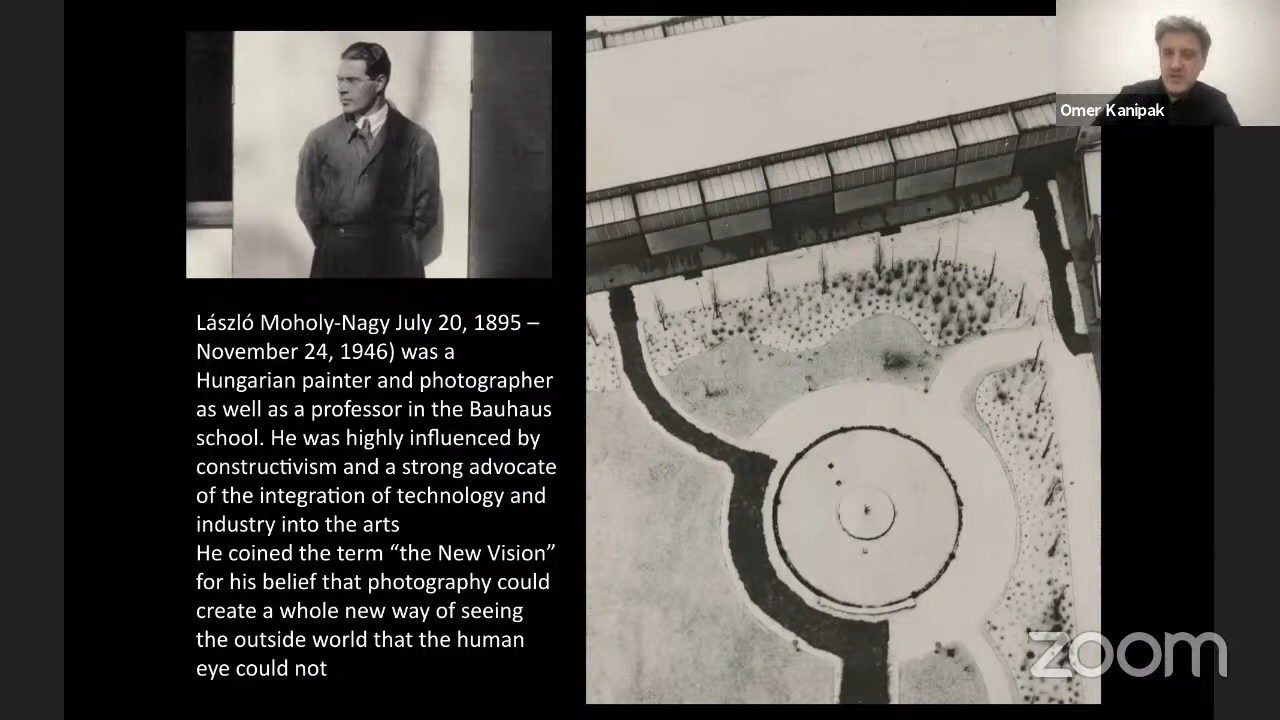 Omer Kanipak
László Moholy-Nagy July 20, 1895 –
November 24, 1946) was a
Hungarian painter and photographer
as well as a professor in the Bauhaus
school. He was highly influenced by
constructivism and a strong advocate
of the integration of technology and
industry into the arts
He coined the term “the New Vision”
for his belief that photography could
create a whole new way of seeing
the outside world that the human
eye could not
zoom